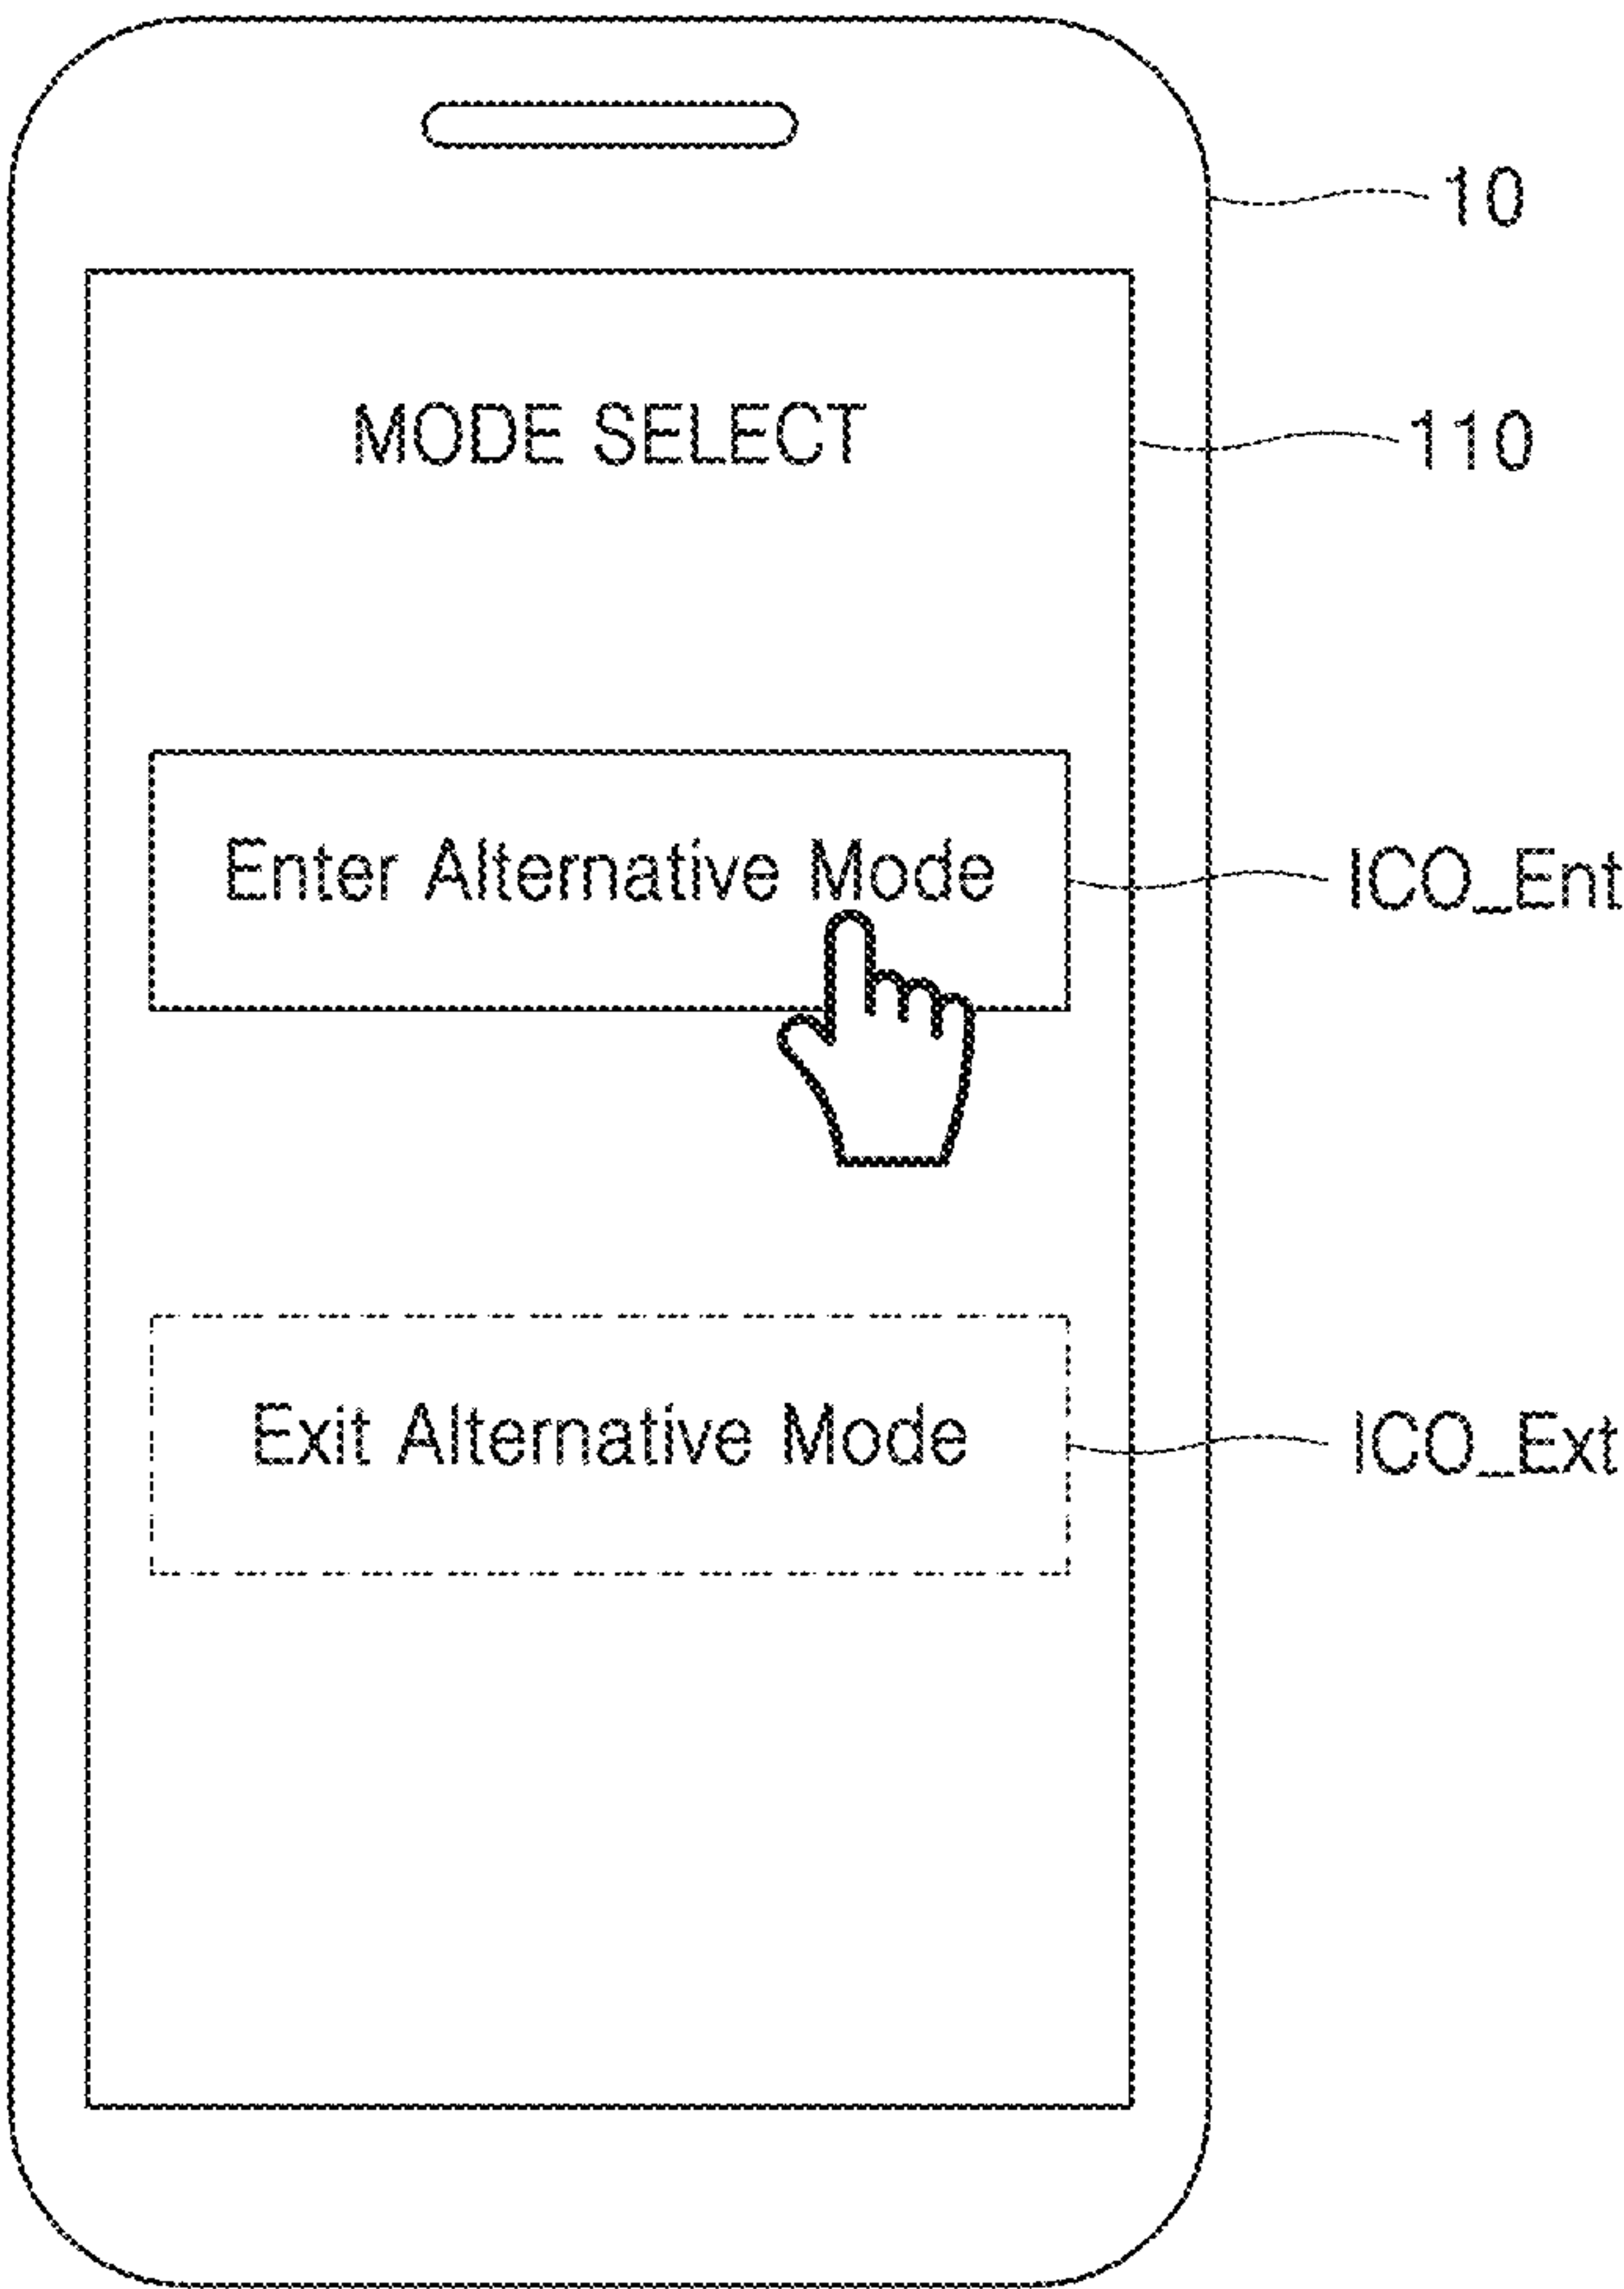 10
MODE SELECT
110
Enter Alternative Mode
ICO_Ent
Exit Alternative Mode
ICO_Ext